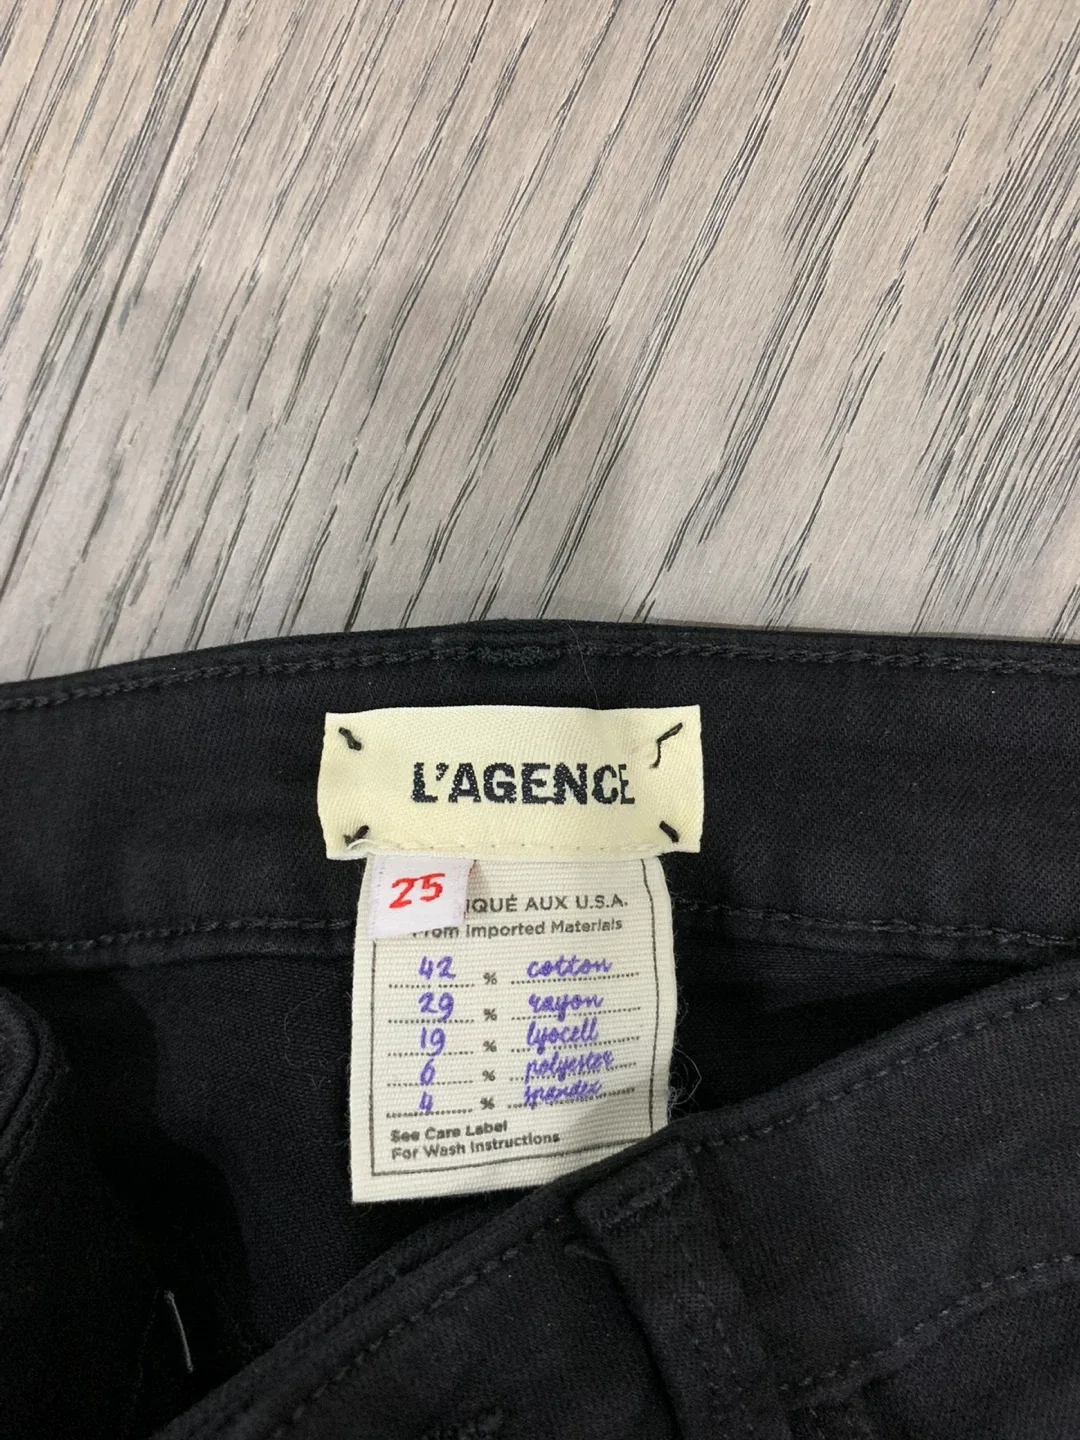 L'AGENCE
25
IQUÉ AUX U.S.A.
From Imported Materials
42 % cotton
29 % rayon
19 % lyocell
6 % polyester
4 % spandex
See Care Label
For Wash Instructions